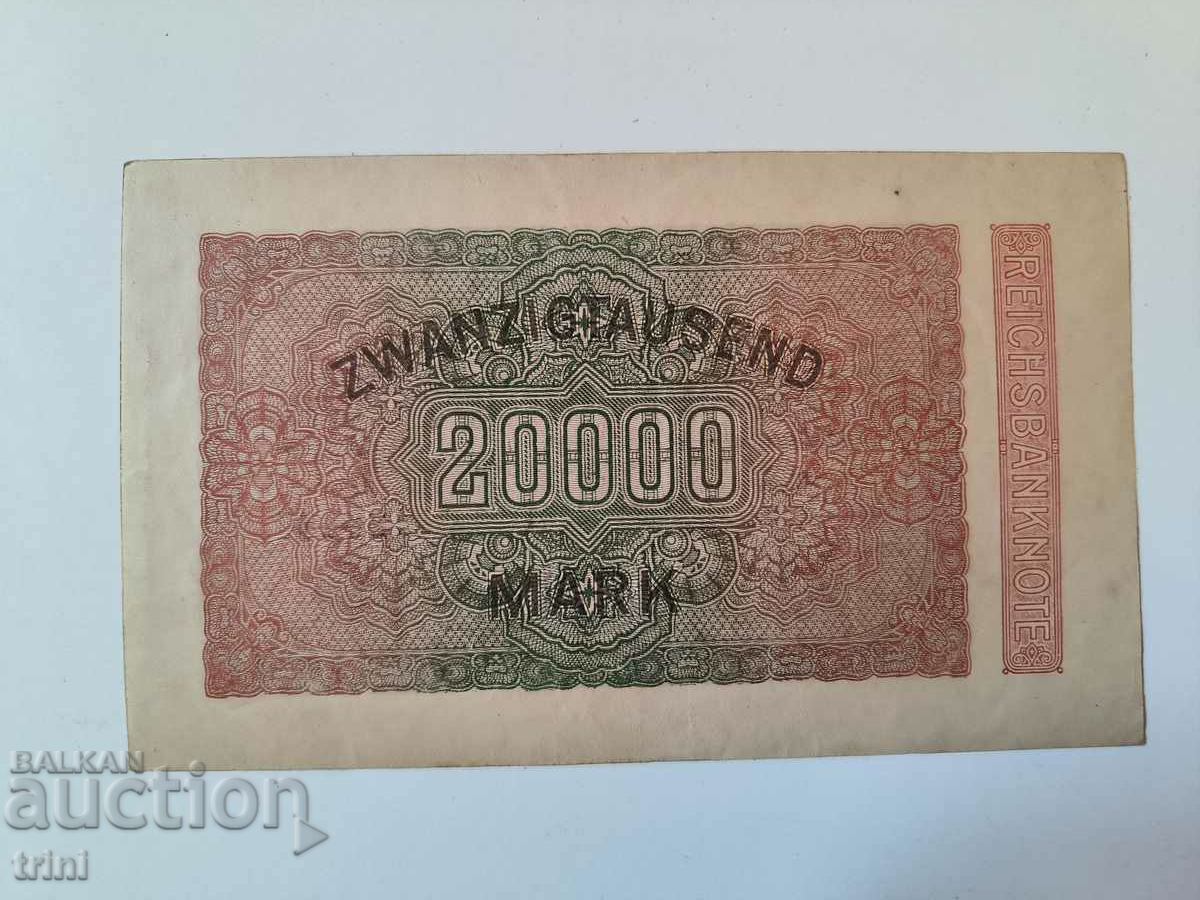 ZWANZIGTAUSEND
20000
MARK
REICHSBANKNOTE
BALKAN
auction
trini